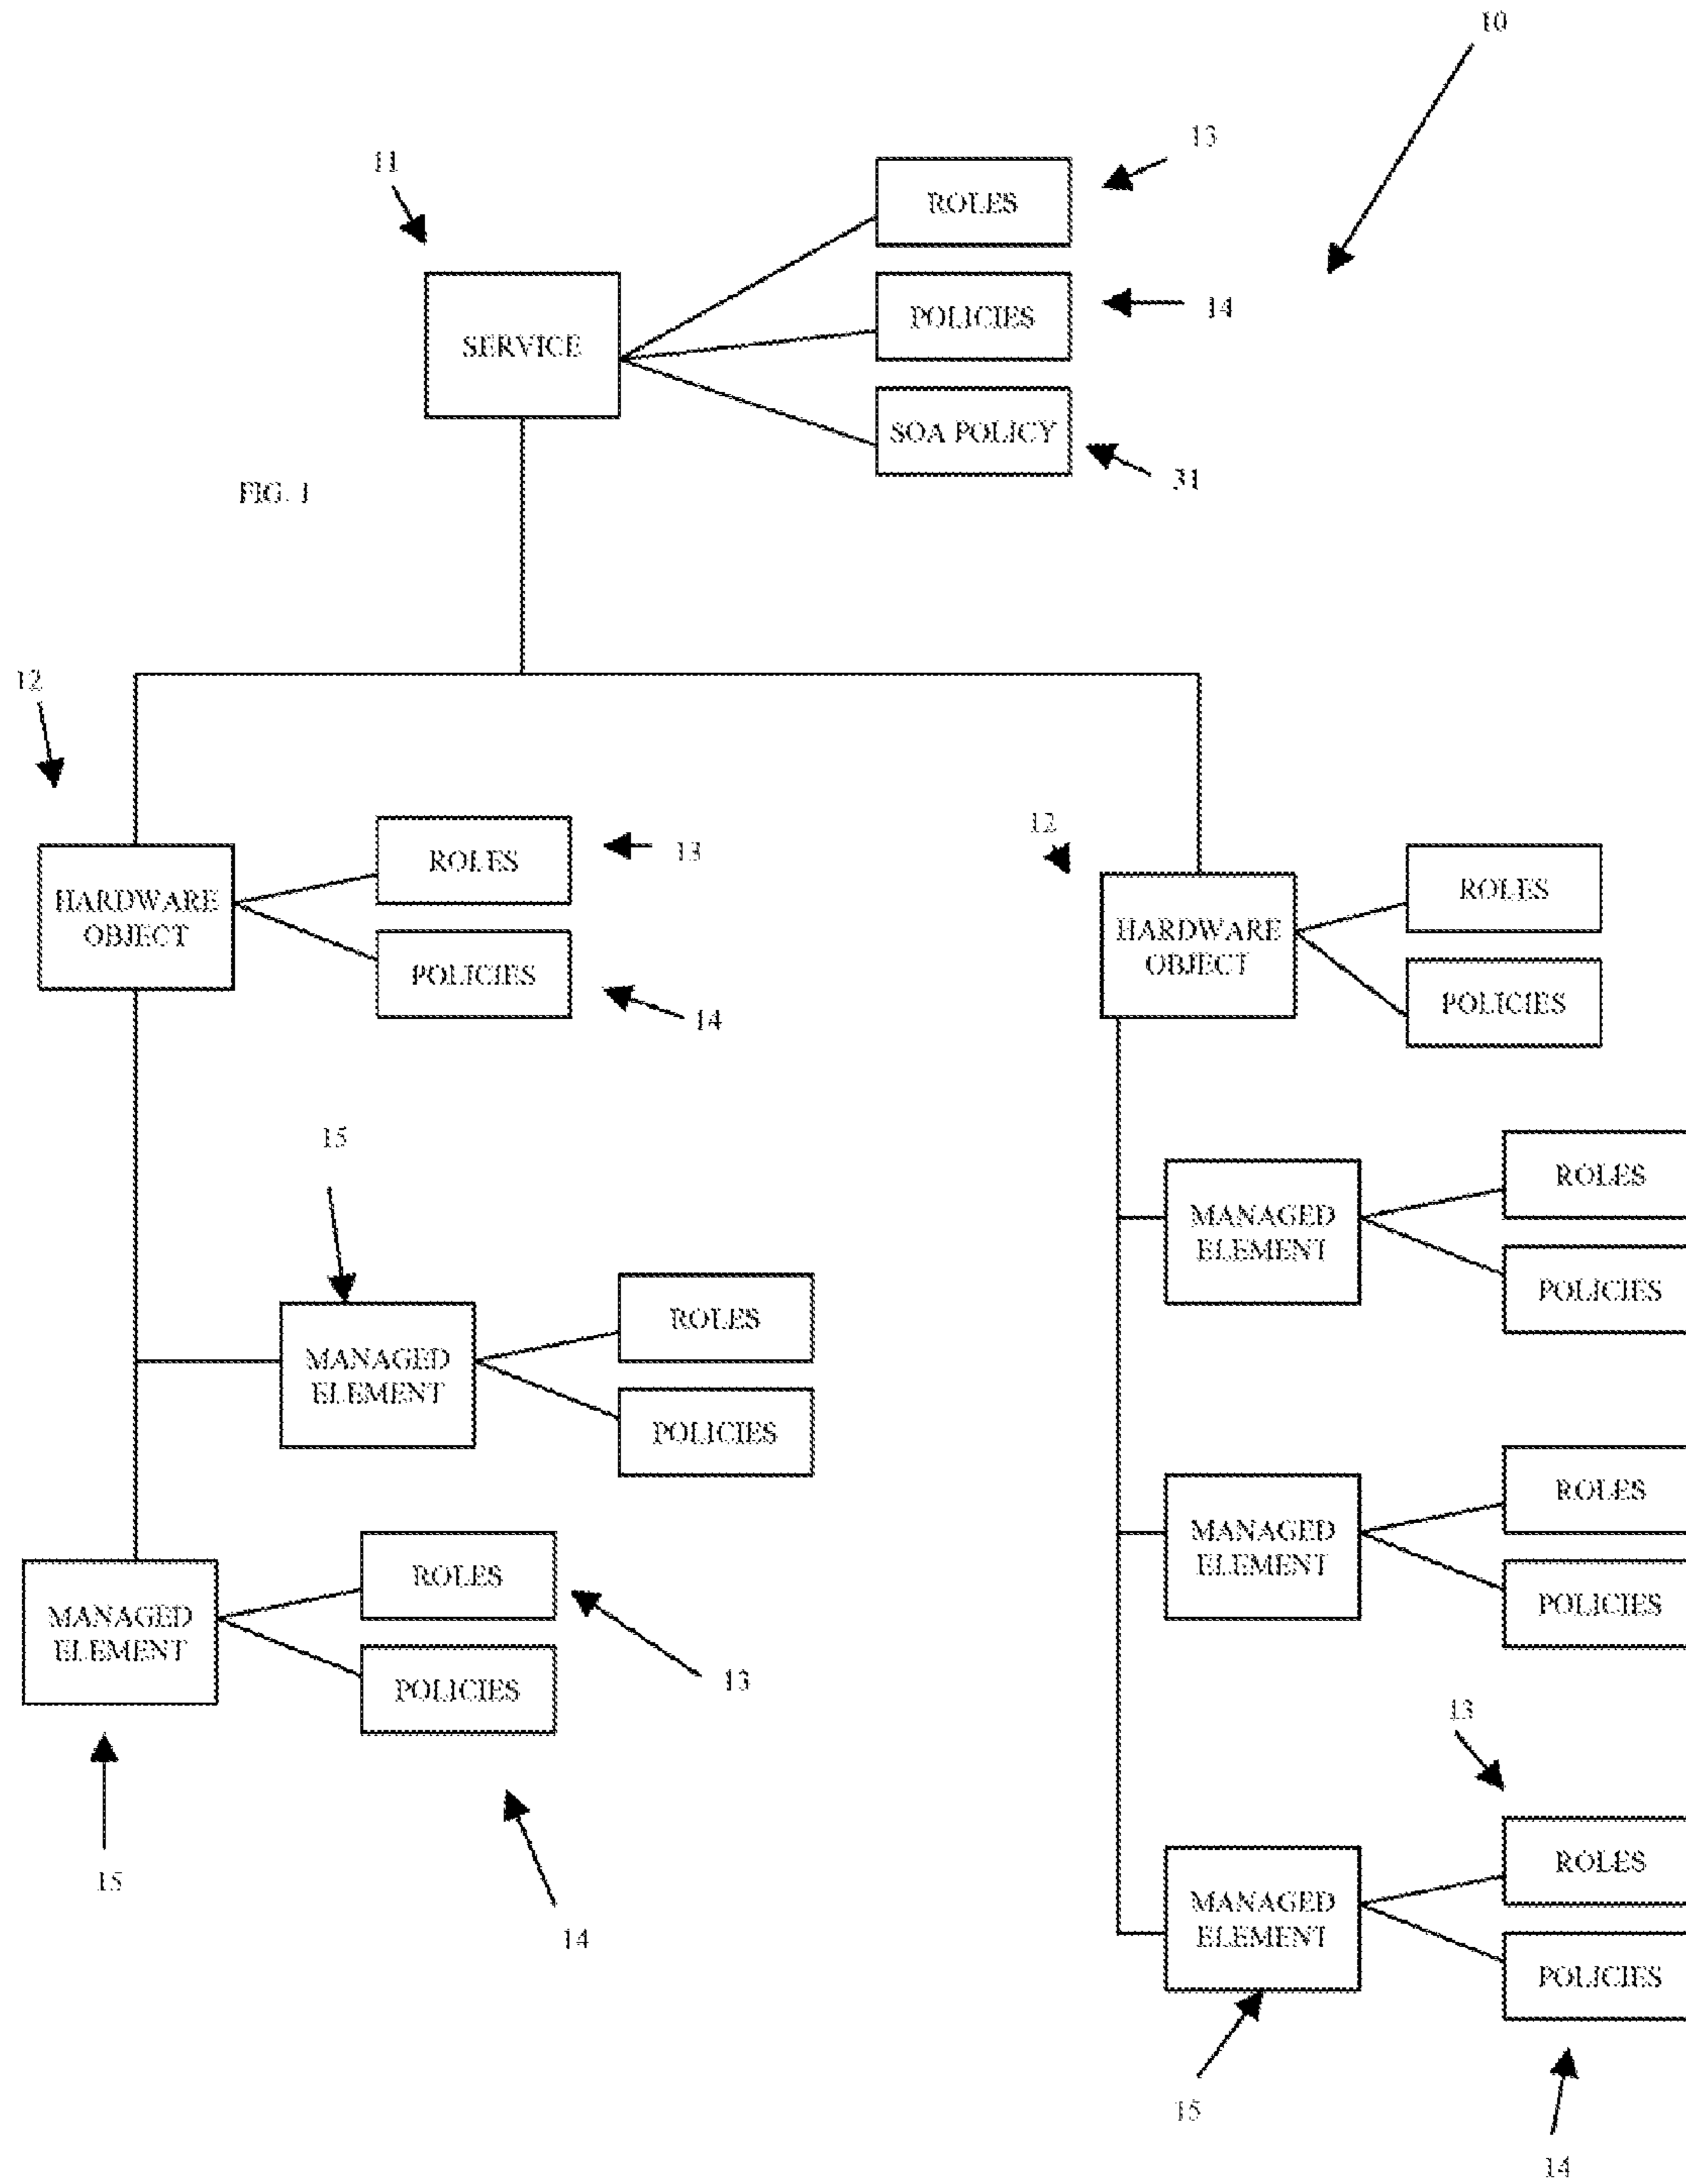 10
13
11
ROLES
POLICIES
14
SERVICE
SOA POLICY
31
FIG. 1
12
12
ROLES
13
HARDWARE
OBJECT
POLICIES
14
HARDWARE
OBJECT
ROLES
POLICIES
15
MANAGED
ELEMENT
ROLES
POLICIES
MANAGED
ELEMENT
ROLES
POLICIES
13
14
15
MANAGED
ELEMENT
ROLES
POLICIES
MANAGED
ELEMENT
ROLES
POLICIES
13
MANAGED
ELEMENT
ROLES
POLICIES
15
14